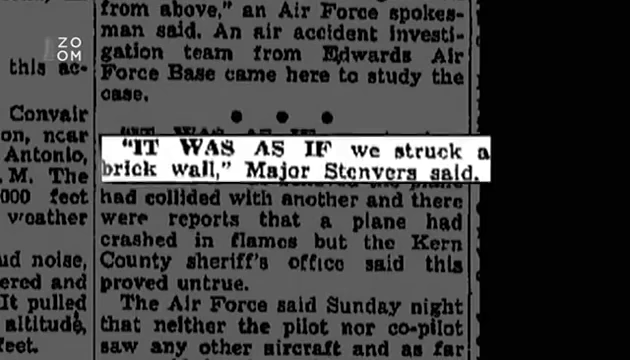 ZO
OM
this ac-
Convair
on, near
Antonio,
. M. The
000 feet
weather
ud noise,
ered and
It pulled
altitude,
feet.
from above," an Air Force spokes-
man said. An air accident investi-
gation team from Edwards Air
Force Base came here to study the
case.
"IT WAS AS IF we struck a
brick wall," Major Stenvers said.
had collided with another and there
were reports that a plane had
crashed in flames but the Kern
County sheriff's office said this
proved untrue.
The Air Force said Sunday night
that neither the pilot nor co-pilot
saw any other aircraft and as far